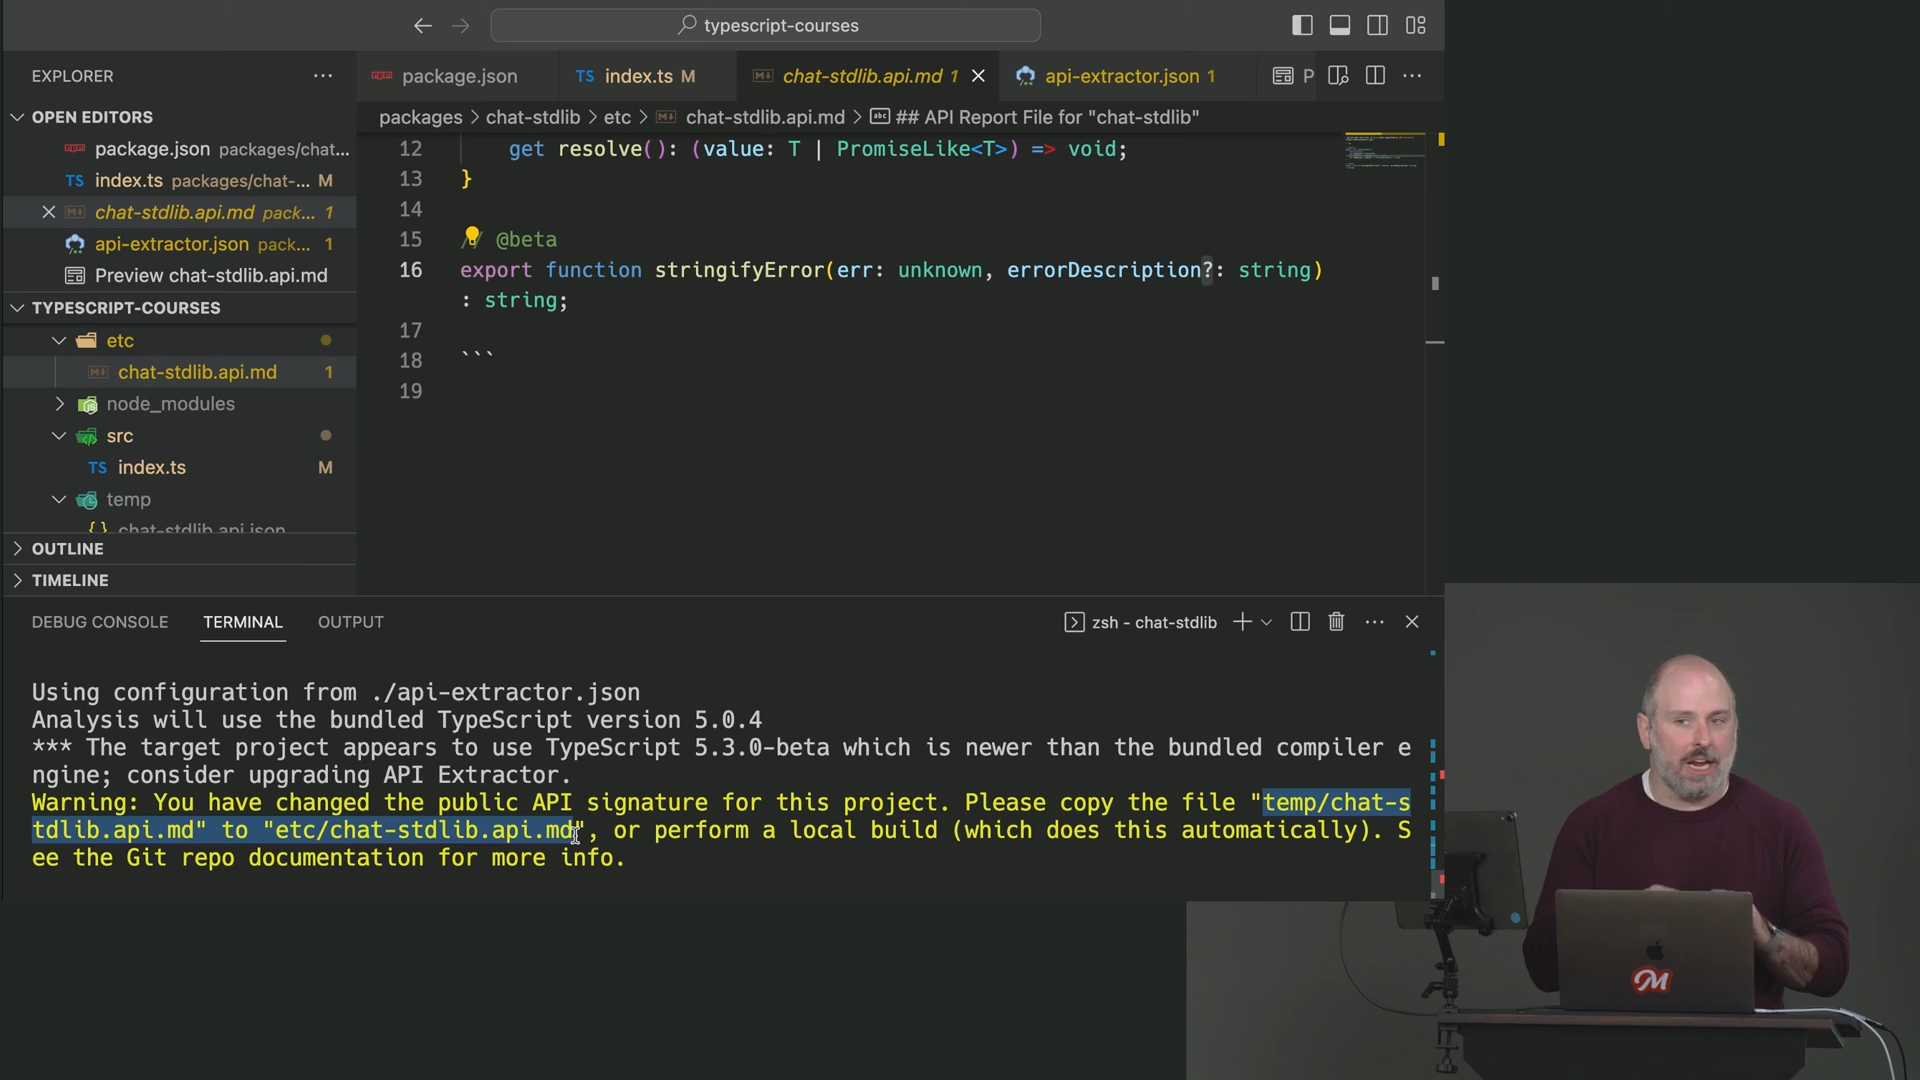 typescript-courses
EXPLORER
package.json
TS index.ts M
chat-stdlib.api.md 1
api-extractor.json 1
P
packages > chat-stdlib > etc > chat-stdlib.api.md > abc ## API Report File for "chat-stdlib"
OPEN EDITORS
package.json packages/chat...
TS index.ts packages/chat-... M
chat-stdlib.api.md pack... 1
api-extractor.json pack... 1
Preview chat-stdlib.api.md
TYPESCRIPT-COURSES
etc
chat-stdlib.api.md 1
node_modules
src
TS index.ts M
temp
{} chat-stdlib.api.json
OUTLINE
TIMELINE
12 get resolve(): (value: T | PromiseLike<T>) => void;
13 }
14
15 // @beta
16 export function stringifyError(err: unknown, errorDescription?: string)
: string;
17
18 ```
19
DEBUG CONSOLE TERMINAL OUTPUT
zsh - chat-stdlib
Using configuration from ./api-extractor.json
Analysis will use the bundled TypeScript version 5.0.4
*** The target project appears to use TypeScript 5.3.0-beta which is newer than the bundled compiler e
ngine; consider upgrading API Extractor.
Warning: You have changed the public API signature for this project. Please copy the file "temp/chat-s
tdlib.api.md" to "etc/chat-stdlib.api.md", or perform a local build (which does this automatically). S
ee the Git repo documentation for more info.
M